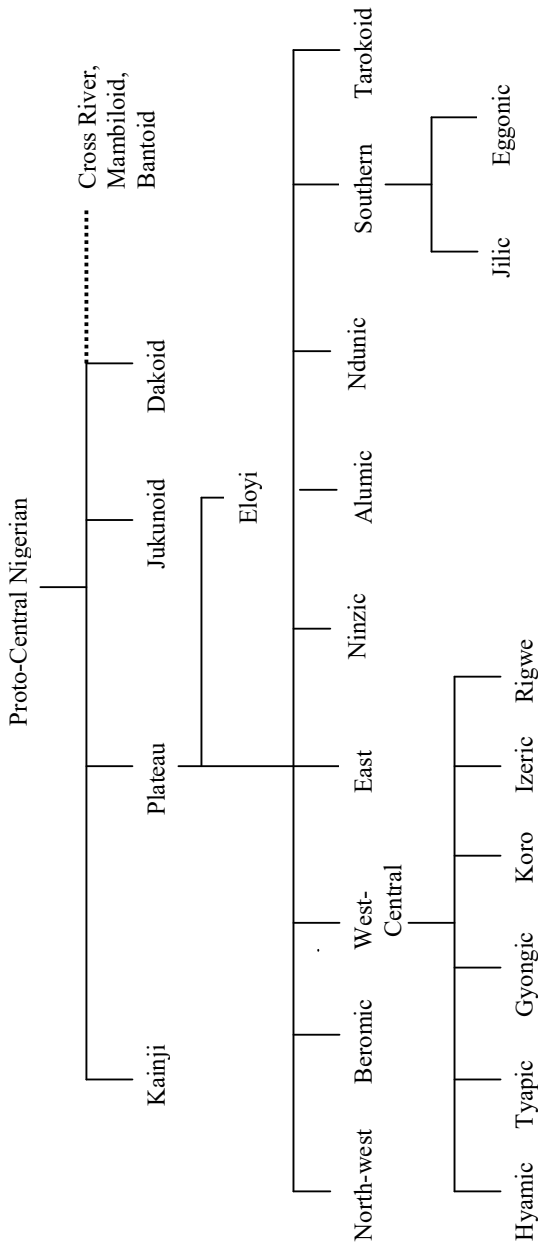 Proto-Central Nigerian
Kainji
Plateau
Jukunoid
Dakoid
Cross River,
Mambiloid,
Bantoid
Eloyi
North-west
Beromic
West-
Central
East
Ninzic
Alumic
Ndunic
Southern
Tarokoid
Hyamic
Tyapic
Gyongic
Koro
Izeric
Rigwe
Jilic
Eggonic